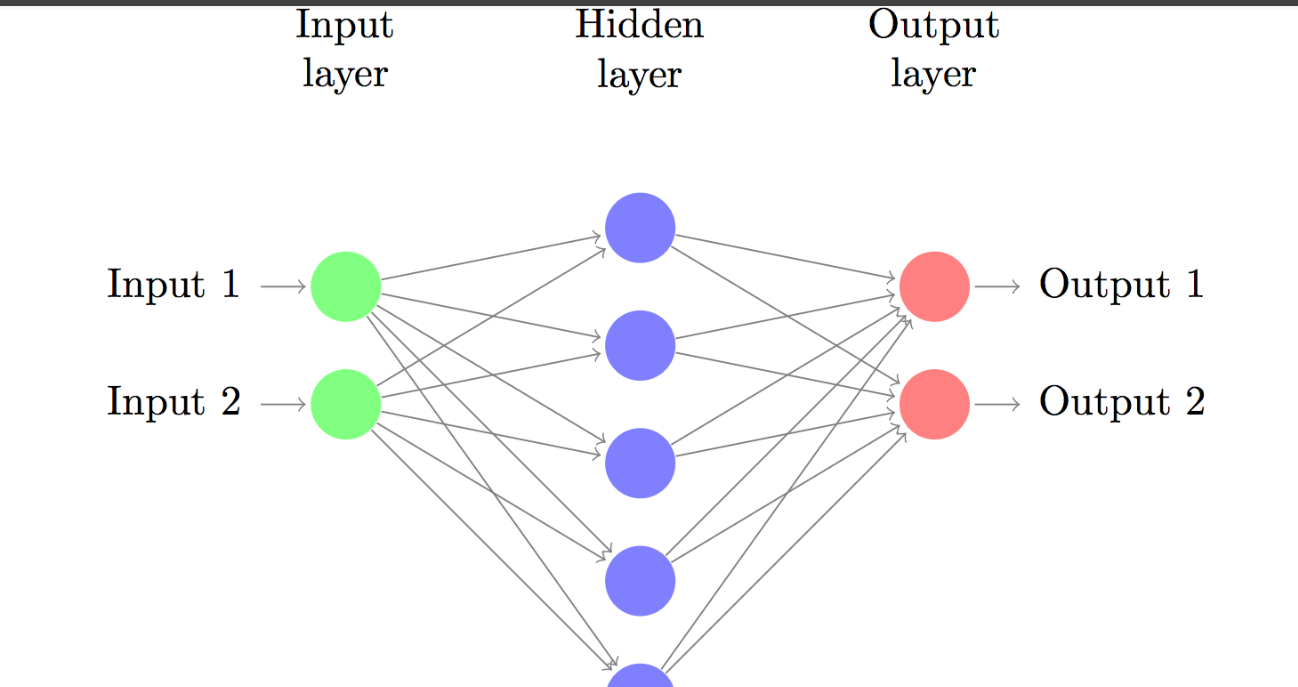 Input
layer
Hidden
layer
Output
layer
Input 1
Output 1
Input 2
Output 2